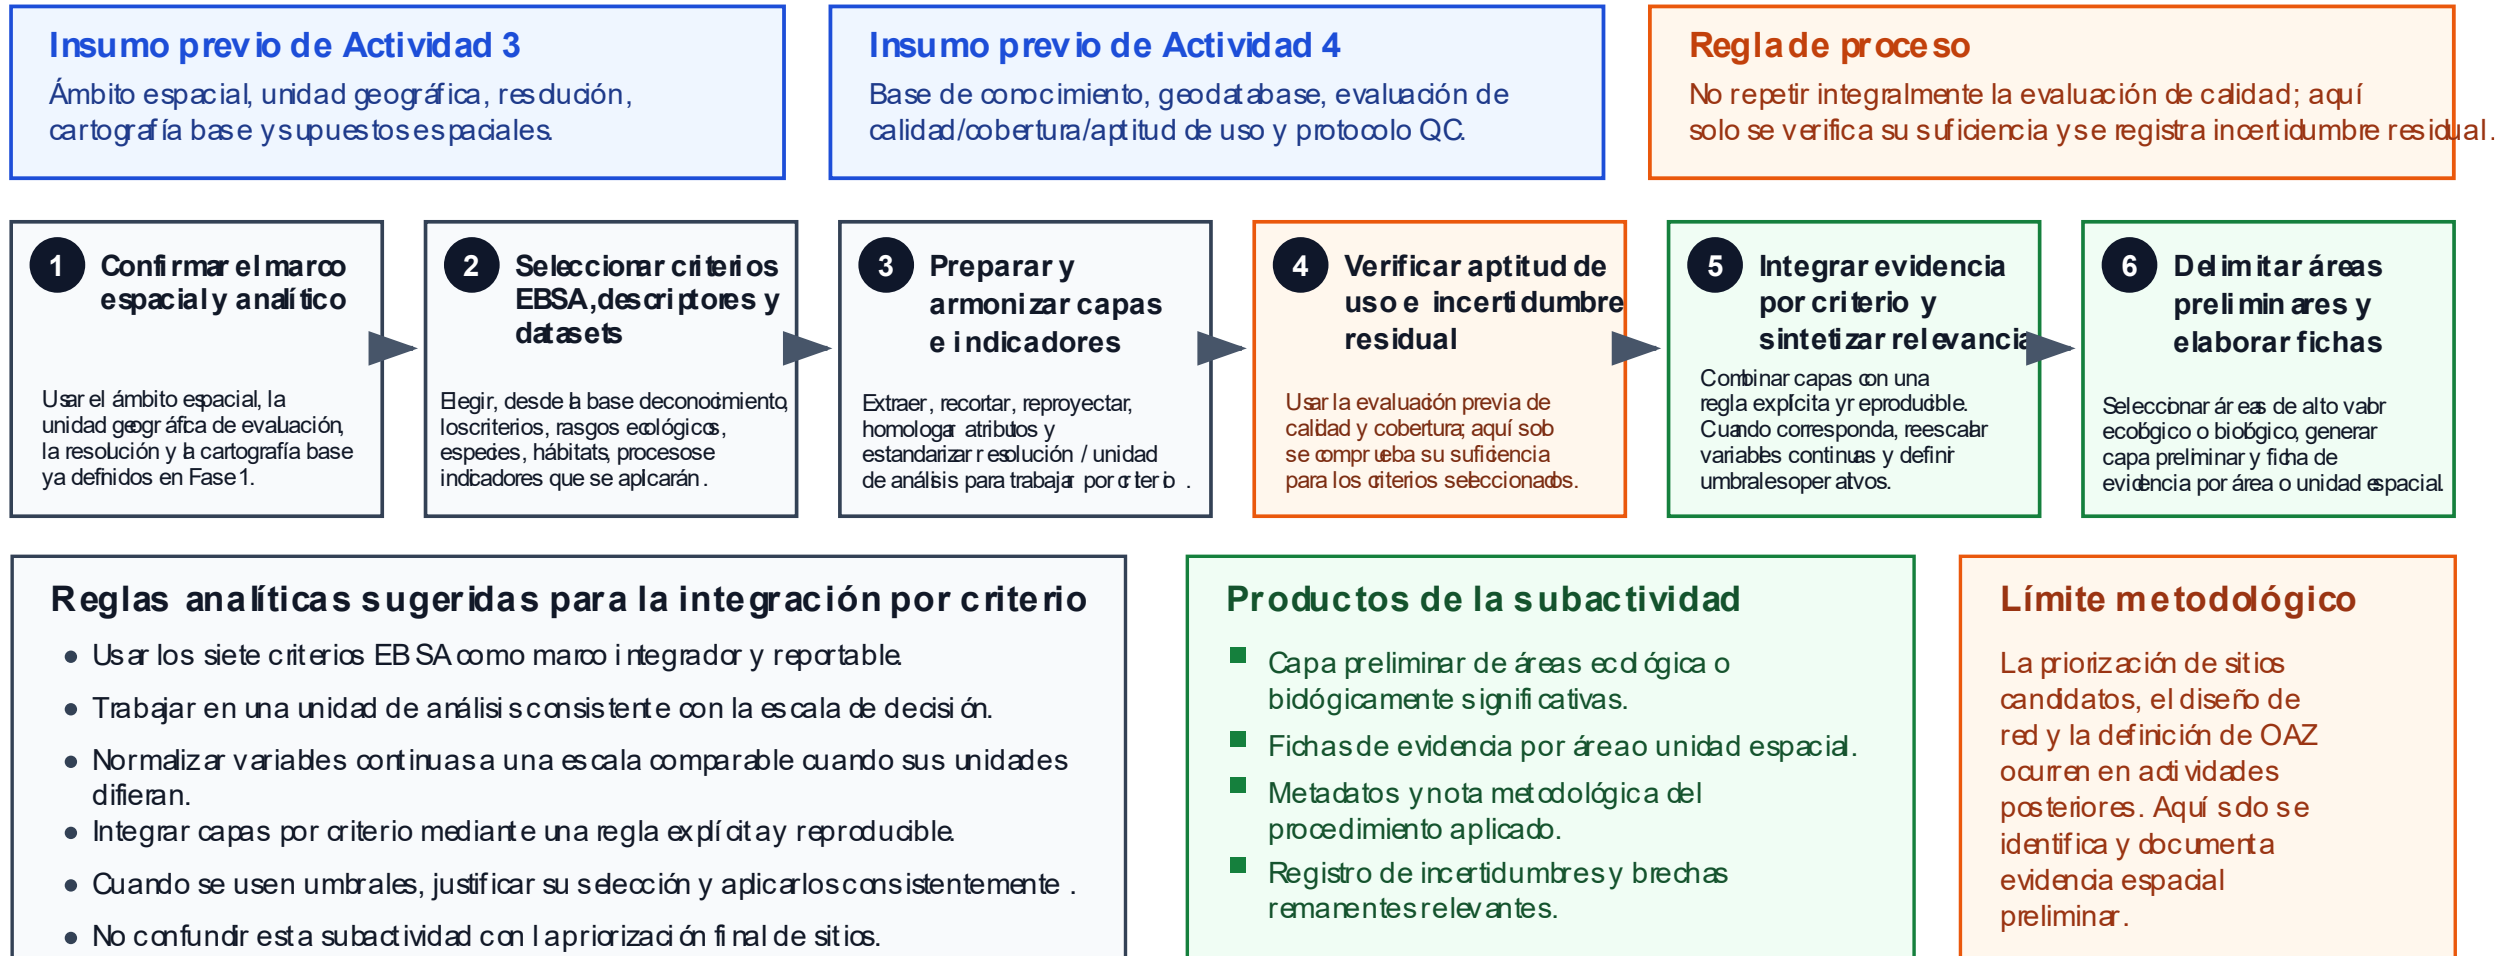 Insumo previo de Actividad 3
Ámbito espacial, unidad geográfica, resolución,
cartografía base y supuestos espaciales.
Insumo previo de Actividad 4
Base de conocimiento, geodatabase, evaluación de
calidad/cobertura/aptitud de uso y protocolo QC.
Regla de proceso
No repetir integralmente la evaluación de calidad; aquí
solo se verifica su suficiencia y se registra incertidumbre residual.
1
Confirmar el marco
espacial y analítico
Usar el ámbito espacial, la
unidad geográfica de evaluación,
la resolución y la cartografía base
ya definidos en Fase 1.
2
Seleccionar criterios
EBSA, descriptores y
datasets
Elegir, desde la base de conocimiento,
los criterios, rasgos ecológicos,
especies, hábitats, procesos e
indicadores que se aplicarán.
3
Preparar y
armonizar capas
e indicadores
Extraer, recortar, reproyectar,
homologar atributos y
estandarizar resolución / unidad
de análisis para trabajar por criterio.
4
Verificar aptitud de
uso e incertidumbre
residual
Usar la evaluación previa de
calidad y cobertura; aquí solo
se comprueba su suficiencia
para los criterios seleccionados.
5
Integrar evidencia
por criterio y
sintetizar relevancia
Combinar capas con una
regla explícita y reproducible.
Cuando corresponda, reescalar
variables continuas y definir
umbrales operativos.
6
Delimitar áreas
preliminares y
elaborar fichas
Seleccionar áreas de alto valor
ecológico o biológico, generar
capa preliminar y ficha de
evidencia por área o unidad espacial.
Reglas analíticas sugeridas para la integración por criterio
● Usar los siete criterios EBSA como marco integrador y reportable.
● Trabajar en una unidad de análisis consistente con la escala de decisión.
● Normalizar variables continuas a una escala comparable cuando sus unidades
difieran.
● Integrar capas por criterio mediante una regla explícita y reproducible.
● Cuando se usen umbrales, justificar su selección y aplicarlos consistentemente.
● No confundir esta subactividad con la priorización final de sitios.
Productos de la subactividad
■ Capa preliminar de áreas ecológica o
biológicamente significativas.
■ Fichas de evidencia por área o unidad espacial.
■ Metadatos y nota metodológica del
procedimiento aplicado.
■ Registro de incertidumbres y brechas
remanentes relevantes.
Límite metodológico
La priorización de sitios
candidatos, el diseño de
red y la definición de OAZ
ocurren en actividades
posteriores. Aquí solo se
identifica y documenta
evidencia espacial
preliminar.